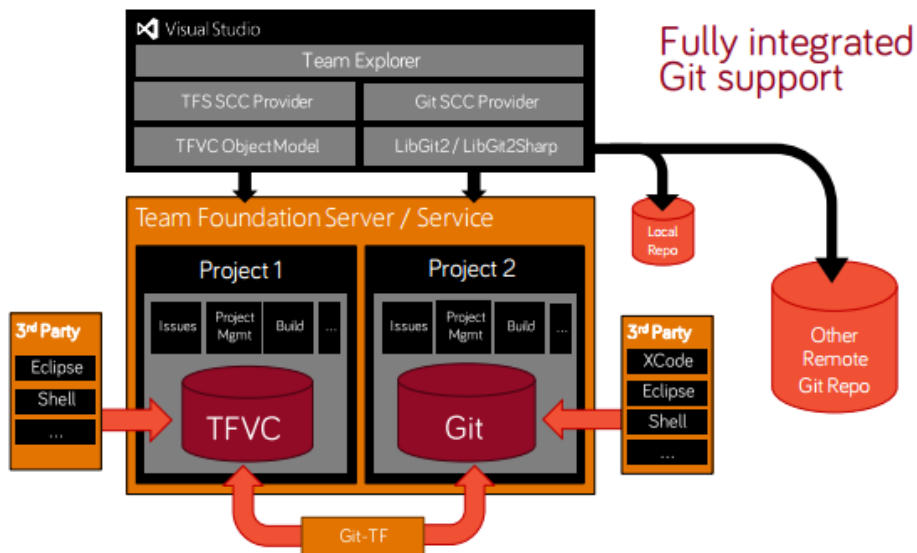 Visual Studio
Fully integrated
Git support
Team Explorer
TFS SCC Provider
Git SCC Provider
TFVC ObjectModel
LibGit2 / LibGit2Sharp
Team Foundation Server / Service
Local
Repo
Project 1
Project 2
Issues
Project
Mgmt
Build
...
Issues
Project
Mgmt
Build
...
3rd Party
Eclipse
Shell
...
TFVC
Git
3rd Party
XCode
Eclipse
Shell
...
Other
Remote
Git Repo
Git-TF